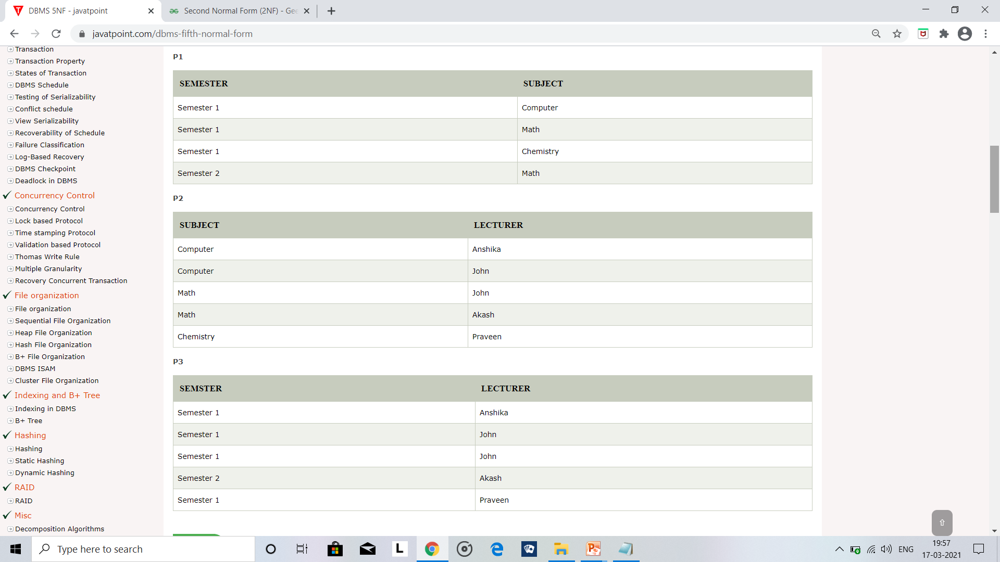 DBMS 5NF - javatpoint
Second Normal Form (2NF) - Gee
javatpoint.com/dbms-fifth-normal-form
Transaction
Transaction Property
States of Transaction
DBMS Schedule
Testing of Serializability
Conflict schedule
View Serializability
Recoverability of Schedule
Failure Classification
Log-Based Recovery
DBMS Checkpoint
Deadlock in DBMS
Concurrency Control
Concurrency Control
Lock based Protocol
Time stamping Protocol
Validation based Protocol
Thomas Write Rule
Multiple Granularity
Recovery Concurrent Transaction
File organization
File organization
Sequential File Organization
Heap File Organization
Hash File Organization
B+ File Organization
DBMS ISAM
Cluster File Organization
Indexing and B+ Tree
Indexing in DBMS
B+ Tree
Hashing
Hashing
Static Hashing
Dynamic Hashing
RAID
RAID
Misc
Decomposition Algorithms
P1
SEMESTER SUBJECT
Semester 1 Computer
Semester 1 Math
Semester 1 Chemistry
Semester 2 Math
P2
SUBJECT LECTURER
Computer Anshika
Computer John
Math John
Math Akash
Chemistry Praveen
P3
SEMSTER LECTURER
Semester 1 Anshika
Semester 1 John
Semester 1 John
Semester 2 Akash
Semester 1 Praveen
Type here to search
L
ENG
19:57
17-03-2021